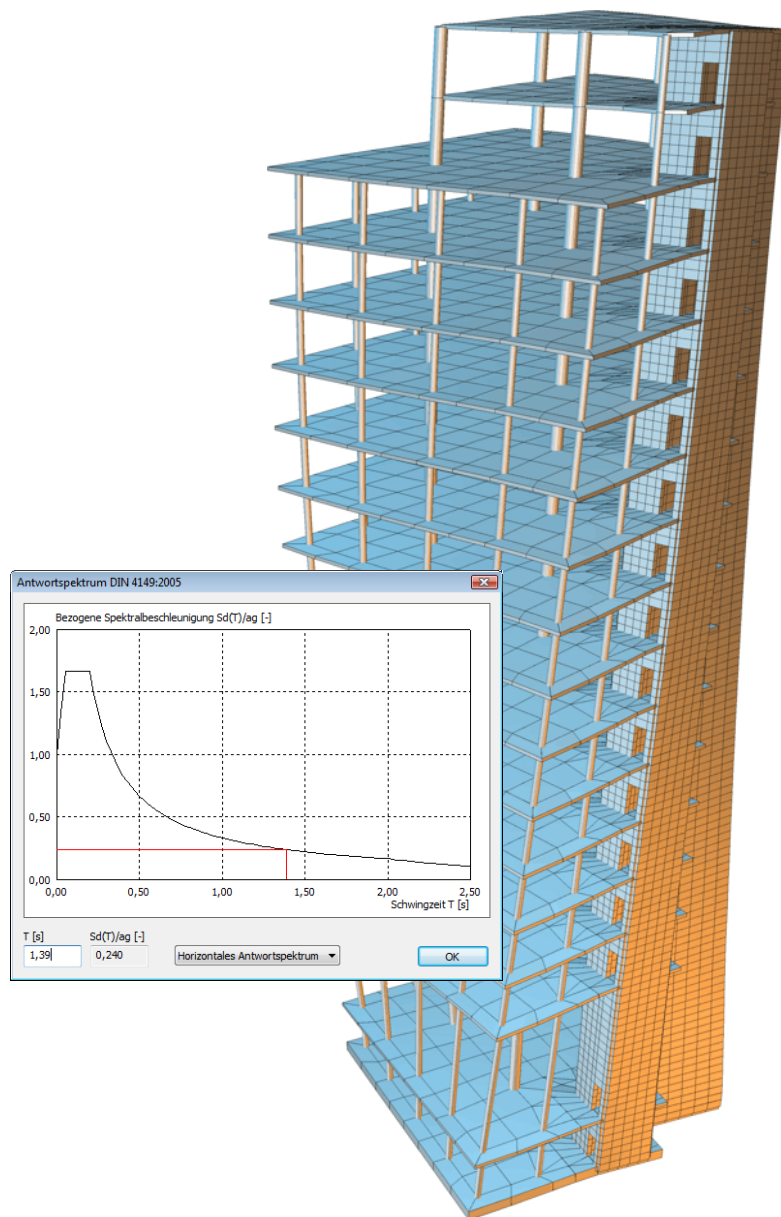 Antwortspektrum DIN 4149:2005
Bezogene Spektralbeschleunigung Sd(T)/ag [-]
2,00
1,50
1,00
0,50
0,00
0,00 0,50 1,00 1,50 2,00 2,50
Schwingzeit T [s]
T [s] Sd(T)/ag [-]
1,39 0,240 Horizontales Antwortspektrum OK